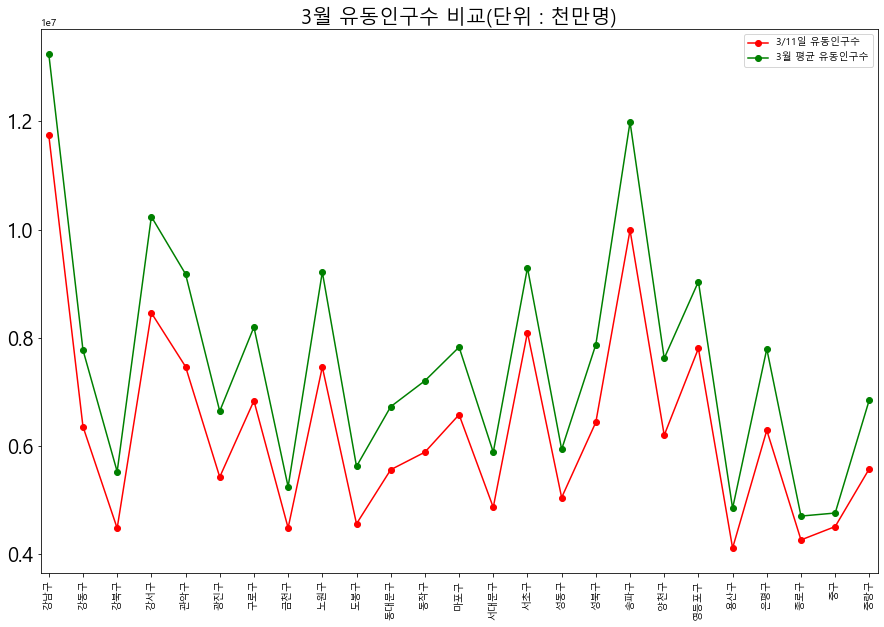 3월 유동인구수 비교(단위 : 천만명)
1e7
3/11일 유동인구수
3월 평균 유동인구수
1.2
1.0
0.8
0.6
0.4
강남구
강동구
강북구
강서구
관악구
광진구
구로구
금천구
노원구
도봉구
동대문구
동작구
마포구
서대문구
서초구
성동구
성북구
송파구
양천구
영등포구
용산구
은평구
종로구
중구
중랑구